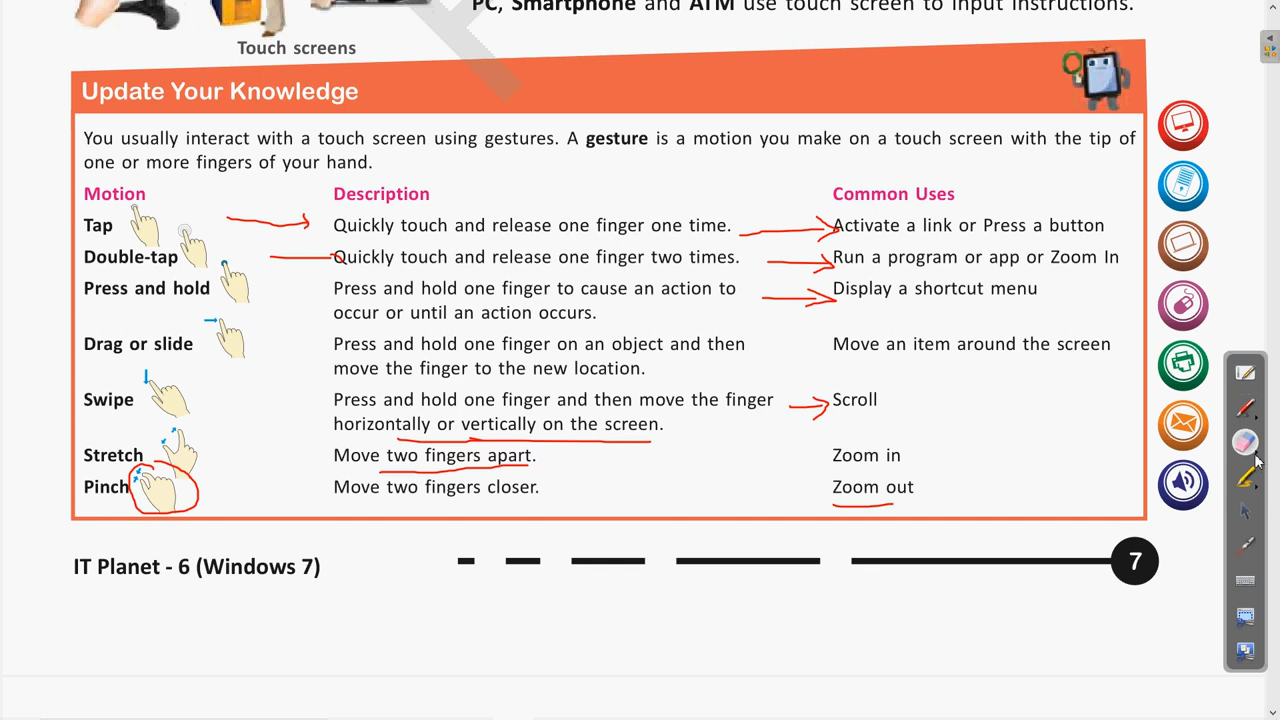 PC, Smartphone and ATM use touch screen to input instructions.
Touch screens
Update Your Knowledge
You usually interact with a touch screen using gestures. A gesture is a motion you make on a touch screen with the tip of
one or more fingers of your hand.
Motion Description Common Uses
Tap Quickly touch and release one finger one time. Activate a link or Press a button
Double-tap Quickly touch and release one finger two times. Run a program or app or Zoom In
Press and hold Press and hold one finger to cause an action to Display a shortcut menu
occur or until an action occurs.
Drag or slide Press and hold one finger on an object and then Move an item around the screen
move the finger to the new location.
Swipe Press and hold one finger and then move the finger Scroll
horizontally or vertically on the screen.
Stretch Move two fingers apart. Zoom in
Pinch Move two fingers closer. Zoom out
IT Planet - 6 (Windows 7) 7